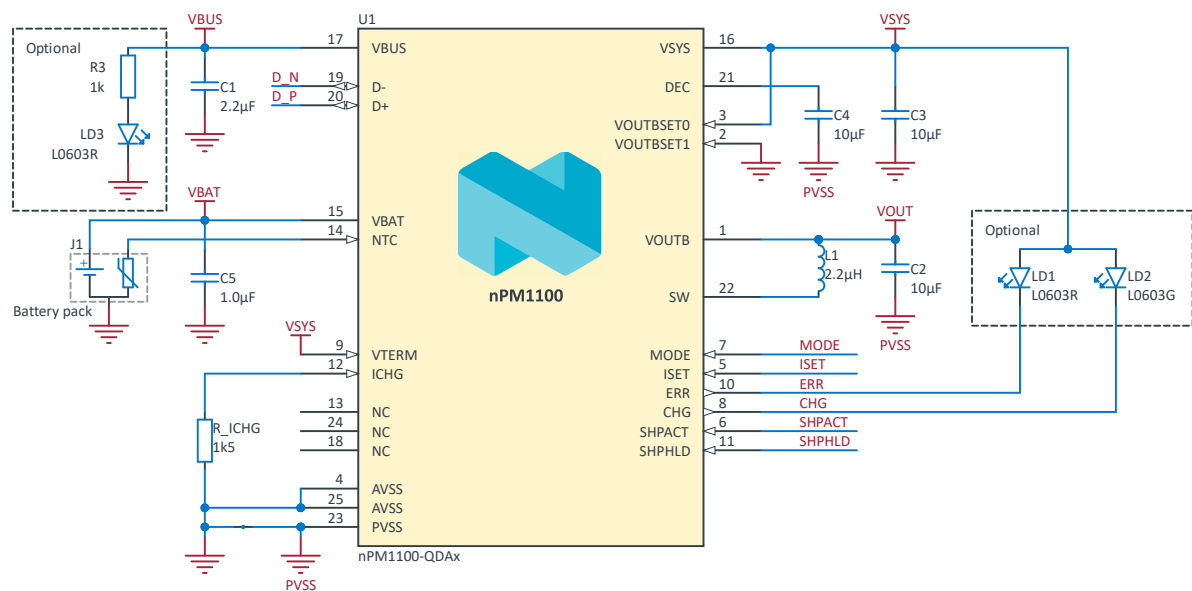 U1
VBUS
17
VBUS
Optional
R3
1k
C1
2.2µF
LD3
L0603R
D_N
19
D-
D_P
20
D+
VBAT
15
VBAT
14
NTC
J1
+
Battery pack
C5
1.0µF
VSYS
9
VTERM
12
ICHG
R_ICHG
1k5
13
NC
24
NC
18
NC
4
AVSS
25
AVSS
23
PVSS
PVSS
nPM1100
nPM1100-QDAx
VSYS
VSYS
16
DEC
21
C4
10µF
C3
10µF
VOUTBSET0
3
VOUTBSET1
2
PVSS
VOUT
VOUTB
1
L1
2.2µH
C2
10µF
SW
22
PVSS
Optional
LD1
L0603R
LD2
L0603G
MODE
7
MODE
ISET
5
ISET
ERR
10
ERR
CHG
8
CHG
SHPACT
6
SHPACT
SHPHLD
11
SHPHLD